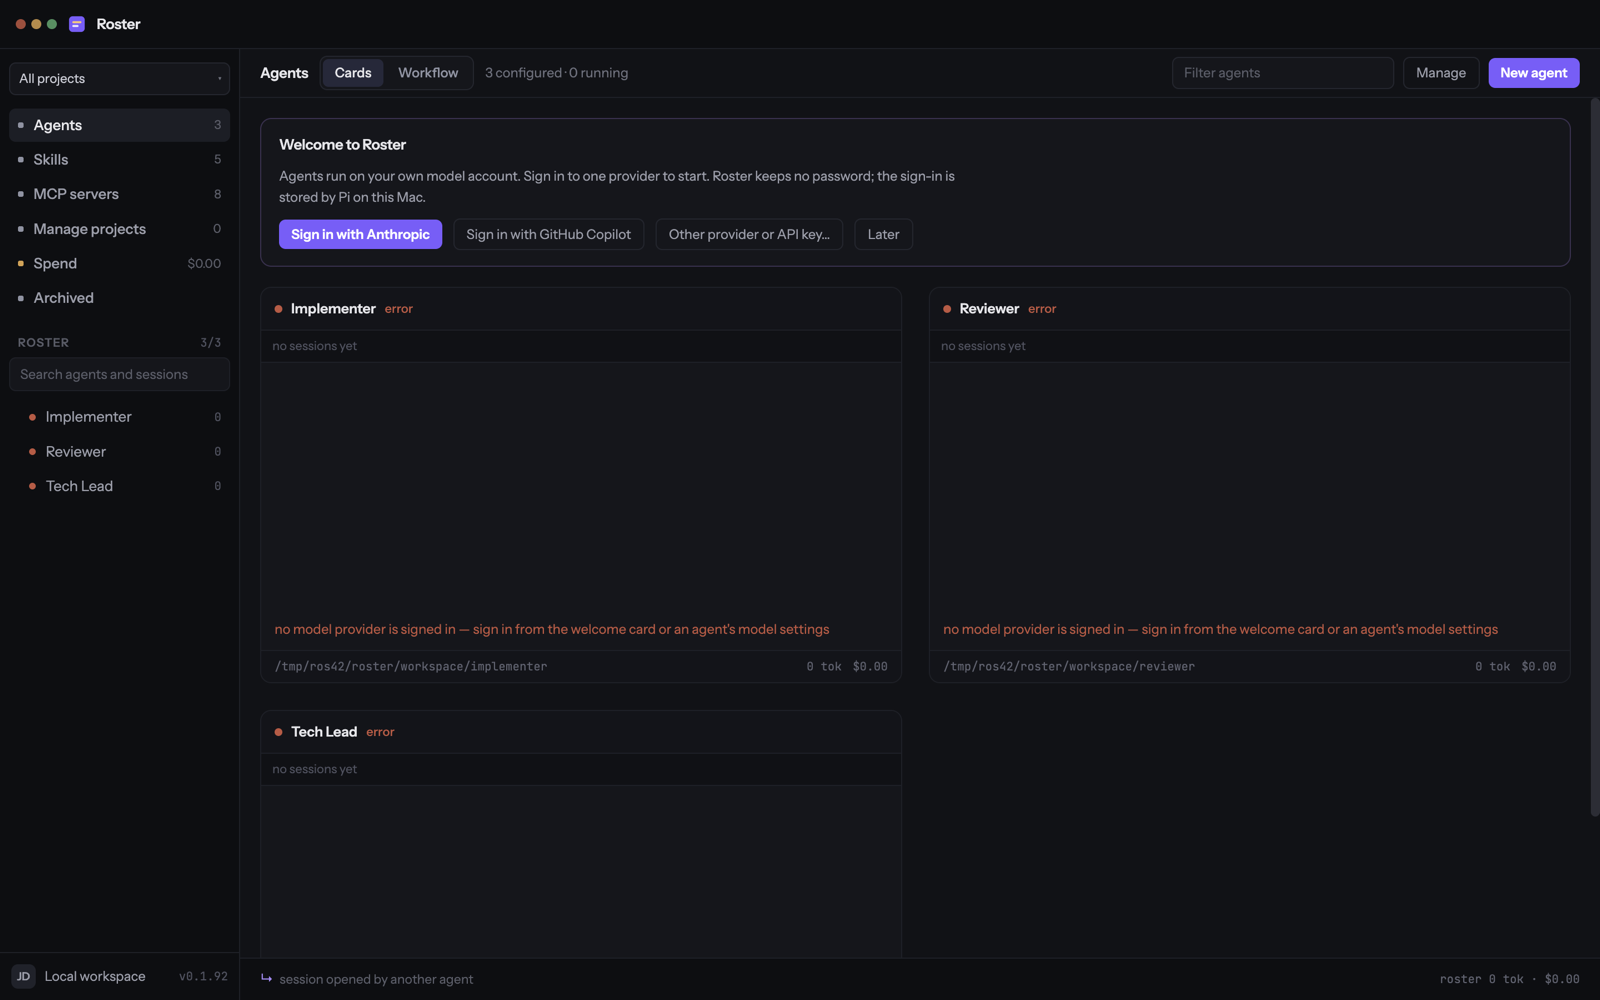 Roster
All projects
Agents 3
Skills 5
MCP servers 8
Manage projects 0
Spend $0.00
Archived
ROSTER 3/3
Search agents and sessions
Implementer 0
Reviewer 0
Tech Lead 0
JD Local workspace v0.1.92
Agents Cards Workflow 3 configured · 0 running Filter agents Manage New agent
Welcome to Roster
Agents run on your own model account. Sign in to one provider to start. Roster keeps no password; the sign-in is
stored by Pi on this Mac.
Sign in with Anthropic Sign in with GitHub Copilot Other provider or API key... Later
Implementer error
no sessions yet
no model provider is signed in — sign in from the welcome card or an agent's model settings
/tmp/ros42/roster/workspace/implementer 0 tok $0.00
Reviewer error
no sessions yet
no model provider is signed in — sign in from the welcome card or an agent's model settings
/tmp/ros42/roster/workspace/reviewer 0 tok $0.00
Tech Lead error
no sessions yet
session opened by another agent roster 0 tok · $0.00